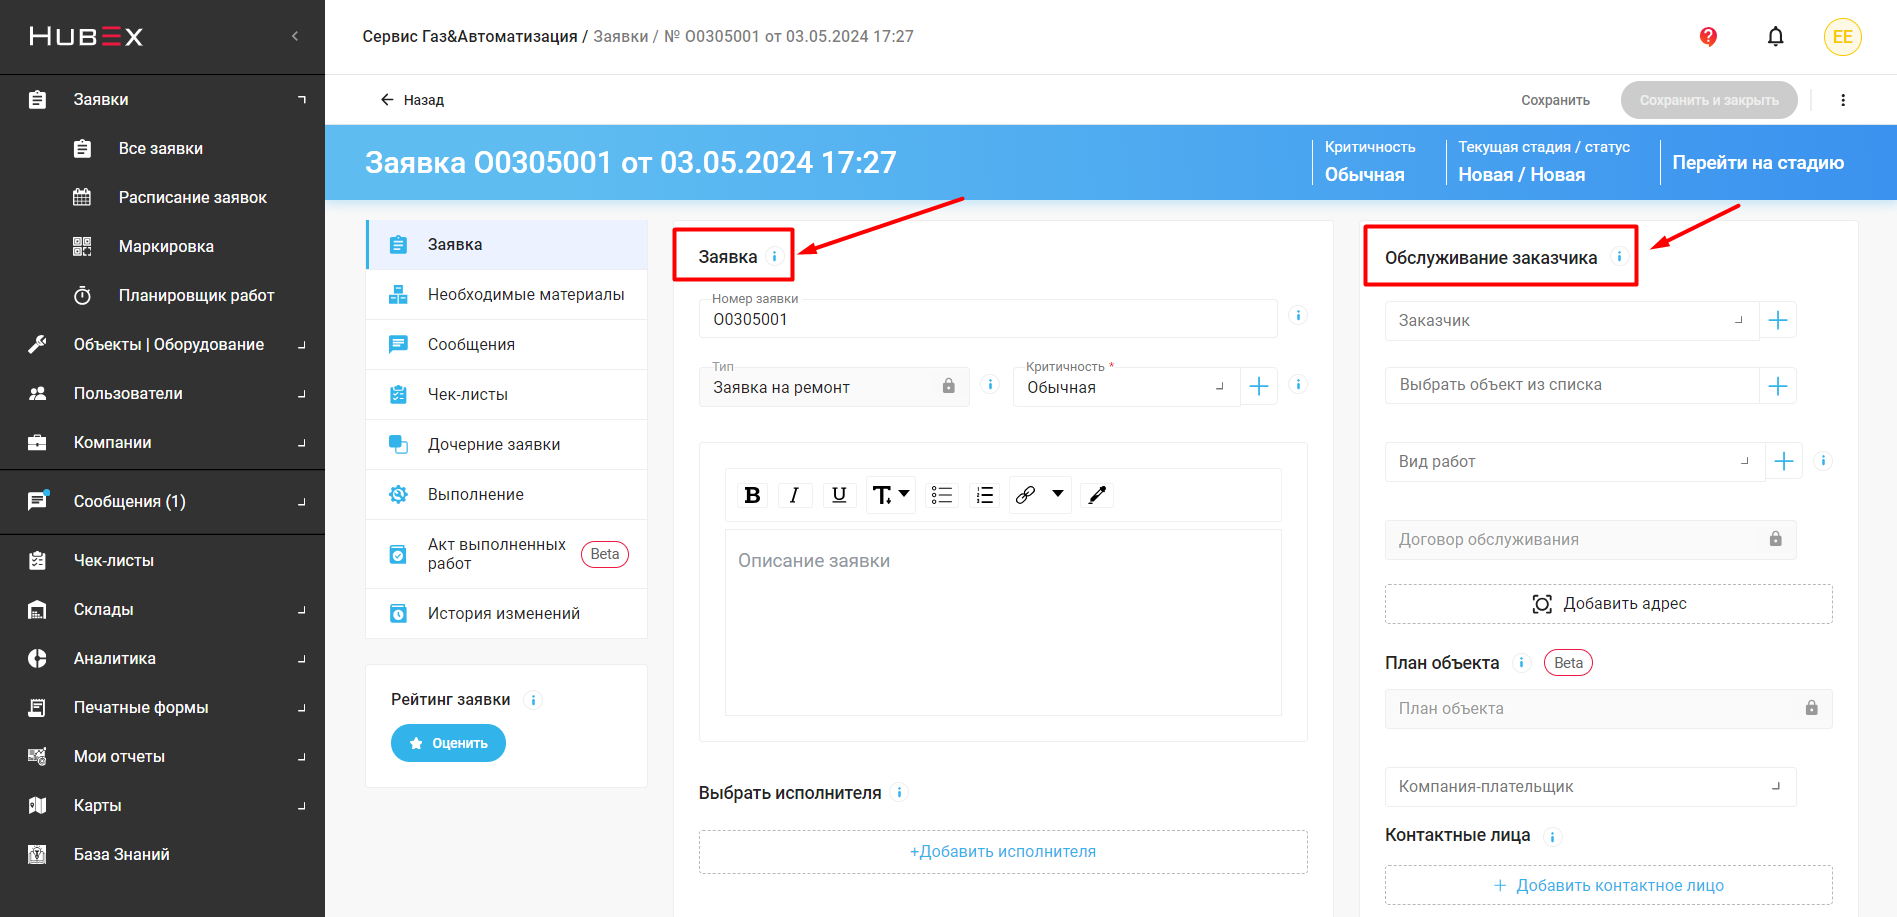 HUBEX
Сервис Газ&Автоматизация / Заявки / № О0305001 от 03.05.2024 17:27
EE
Заявки
Все заявки
Расписание заявок
Маркировка
Планировщик работ
Объекты | Оборудование
Пользователи
Компании
Сообщения (1)
Чек-листы
Склады
Аналитика
Печатные формы
Мои отчеты
Карты
База Знаний
Назад
Сохранить
Сохранить и закрыть
Заявка О0305001 от 03.05.2024 17:27
Критичность
Обычная
Текущая стадия / статус
Новая / Новая
Перейти на стадию
Заявка
Необходимые материалы
Сообщения
Чек-листы
Дочерние заявки
Выполнение
Акт выполненных
работ
Beta
История изменений
Рейтинг заявки
Оценить
Заявка
Номер заявки
О0305001
Тип
Заявка на ремонт
Критичность *
Обычная
Описание заявки
Выбрать исполнителя
+Добавить исполнителя
Обслуживание заказчика
Заказчик
Выбрать объект из списка
Вид работ
Договор обслуживания
Добавить адрес
План объекта
Beta
План объекта
Компания-плательщик
Контактные лица
+ Добавить контактное лицо